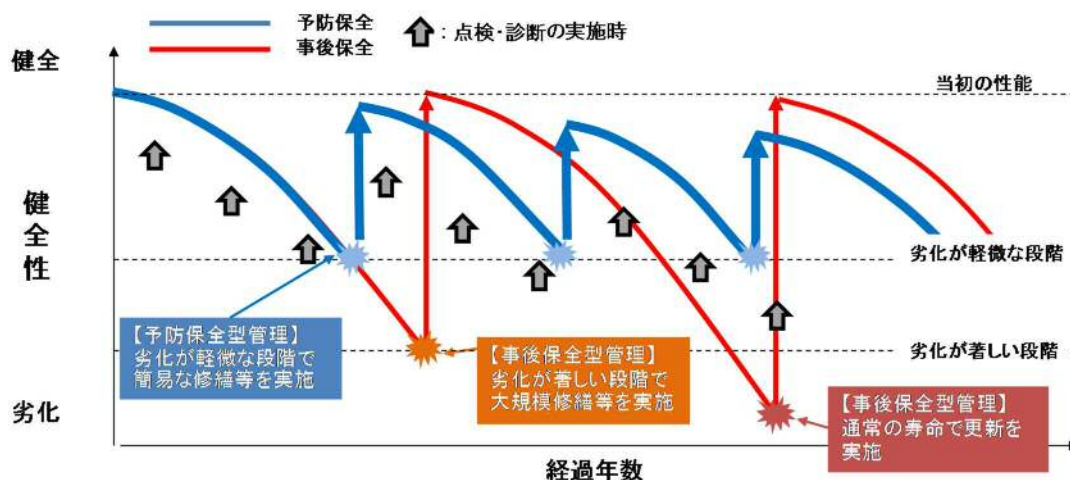 予防保全
事後保全
：点検・診断の実施時
健全
当初の性能
健全性
劣化が軽微な段階
【予防保全型管理】
劣化が軽微な段階で
簡易な修繕等を実施
【事後保全型管理】
劣化が著しい段階で
大規模修繕等を実施
劣化が著しい段階
劣化
【事後保全型管理】
通常の寿命で更新を
実施
経過年数